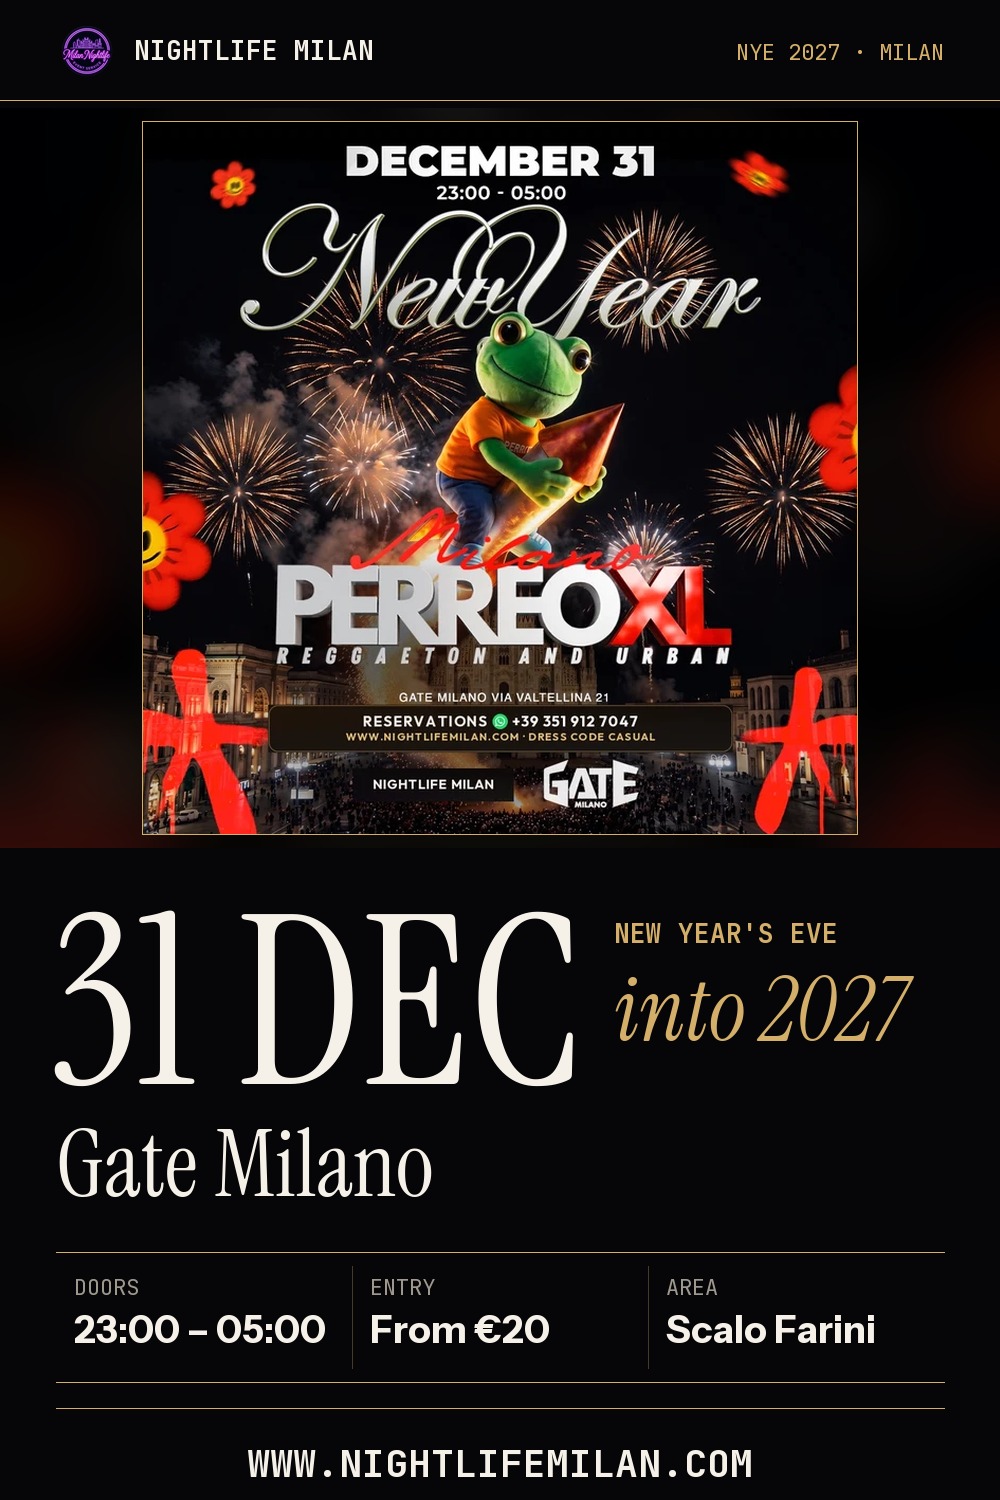 Milan Nightlife
NIGHTLIFE MILAN
NYE 2027 · MILAN
DECEMBER 31
23:00 - 05:00
New Year
Milano
PERREOXL
REGGAETON AND URBAN
GATE MILANO VIA VALTELLINA 21
RESERVATIONS +39 351 912 7047
WWW.NIGHTLIFEMILAN.COM · DRESS CODE CASUAL
NIGHTLIFE MILAN
GATE
MILANO
31 DEC
NEW YEAR'S EVE
into 2027
Gate Milano
DOORS
23:00 – 05:00
ENTRY
From €20
AREA
Scalo Farini
WWW.NIGHTLIFEMILAN.COM